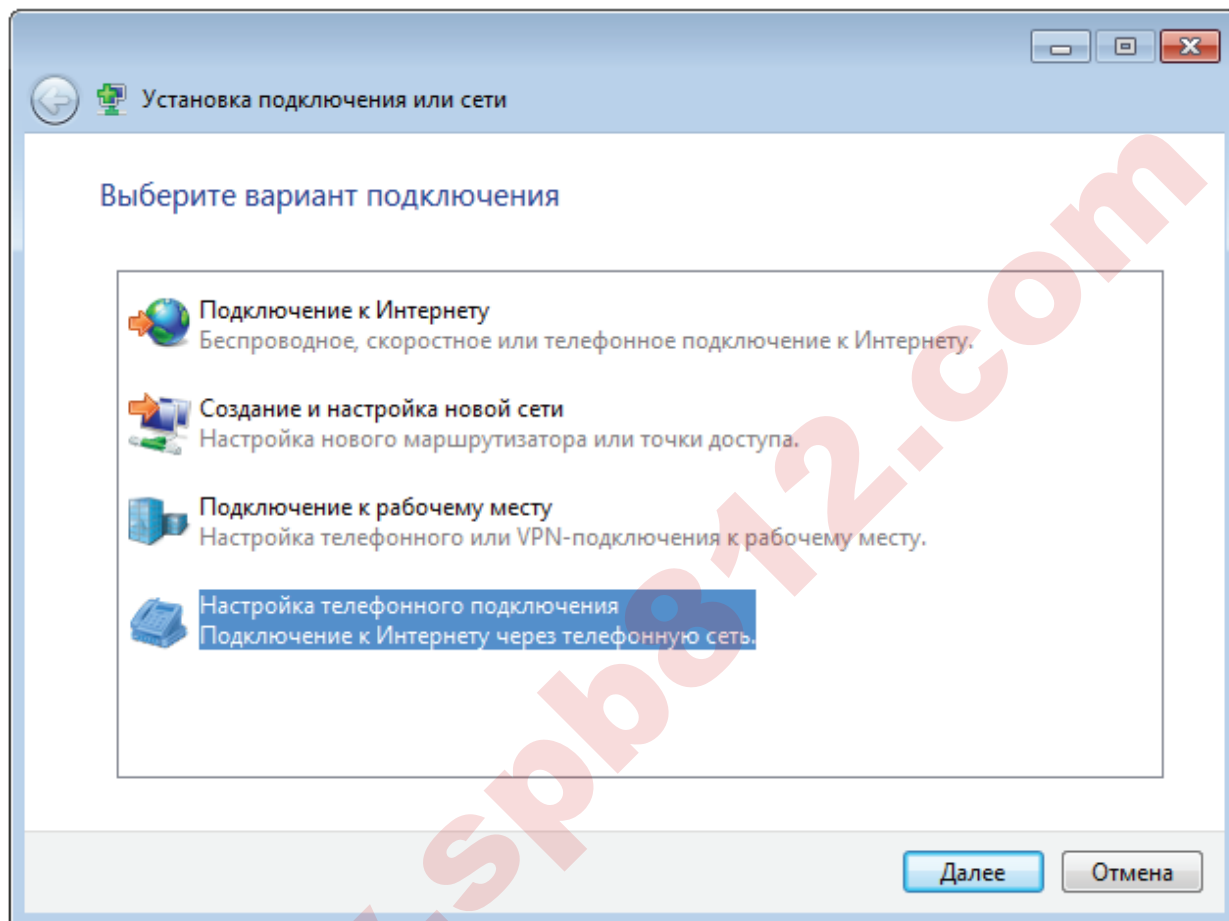 Установка подключения или сети
Выберите вариант подключения
Подключение к Интернету
Беспроводное, скоростное или телефонное подключение к Интернету.
Создание и настройка новой сети
Настройка нового маршрутизатора или точки доступа.
Подключение к рабочему месту
Настройка телефонного или VPN-подключения к рабочему месту.
Настройка телефонного подключения
Подключение к Интернету через телефонную сеть.
Далее
Отмена
.spb812.com